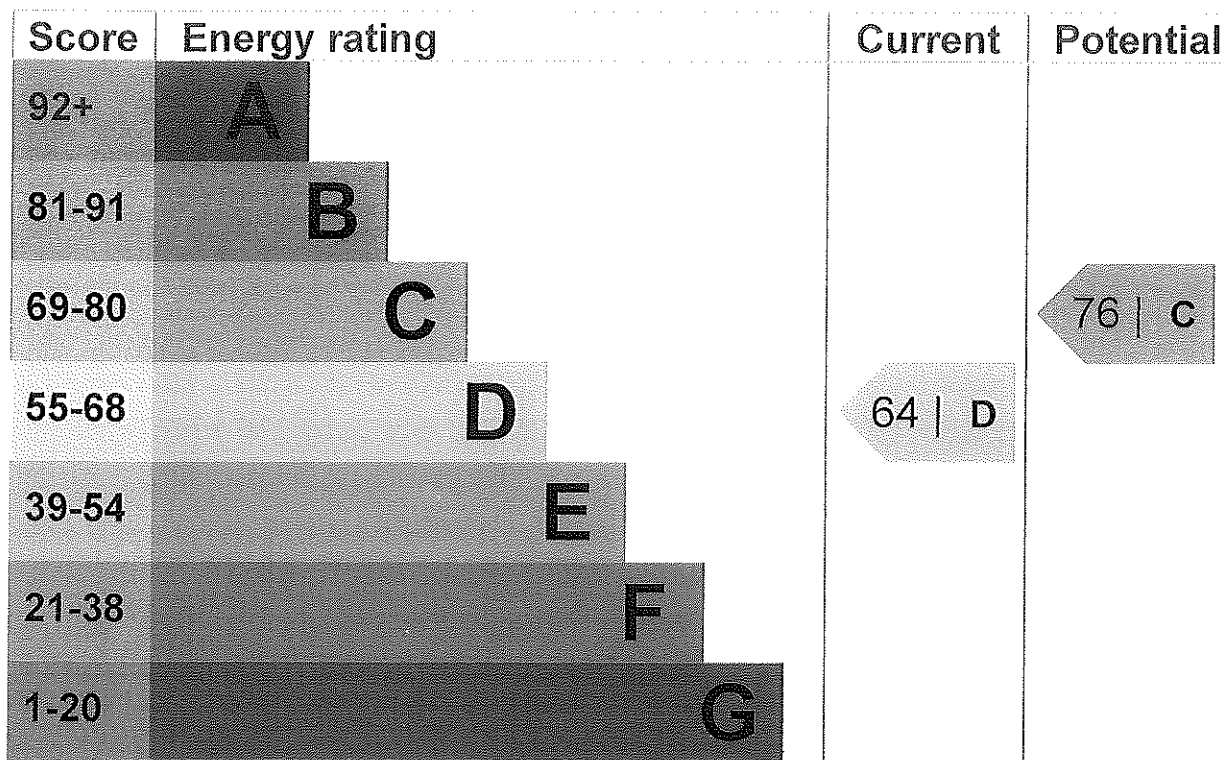 Score Energy rating Current Potential
92+ A
81-91 B
69-80 C 76 | C
55-68 D 64 | D
39-54 E
21-38 F
1-20 G